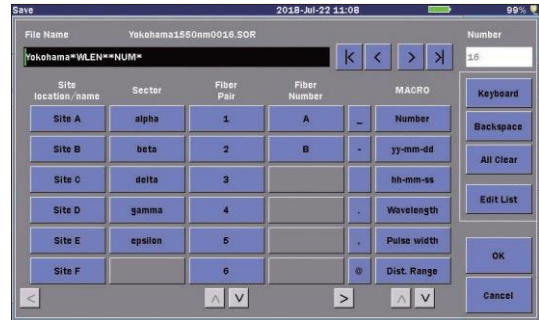 Save 2018-Jul-22 11:08 99%
File Name Yokohama1550nm0016.SOR Number
Yokohama*WLEN**NUM* |< < > >| 16
Site location/name Sector Fiber Pair Fiber Number MACRO
Keyboard
Site A alpha 1 A _ Number
Backspace
Site B beta 2 B - yy-mm-dd
All Clear
Site C delta 3 hh-mm-ss
Edit List
Site D gamma 4 . Wavelength
Site E epsilon 5 , Pulse width
OK
Site F 6 @ Dist. Range
< ∧ ∨ > ∧ ∨ Cancel